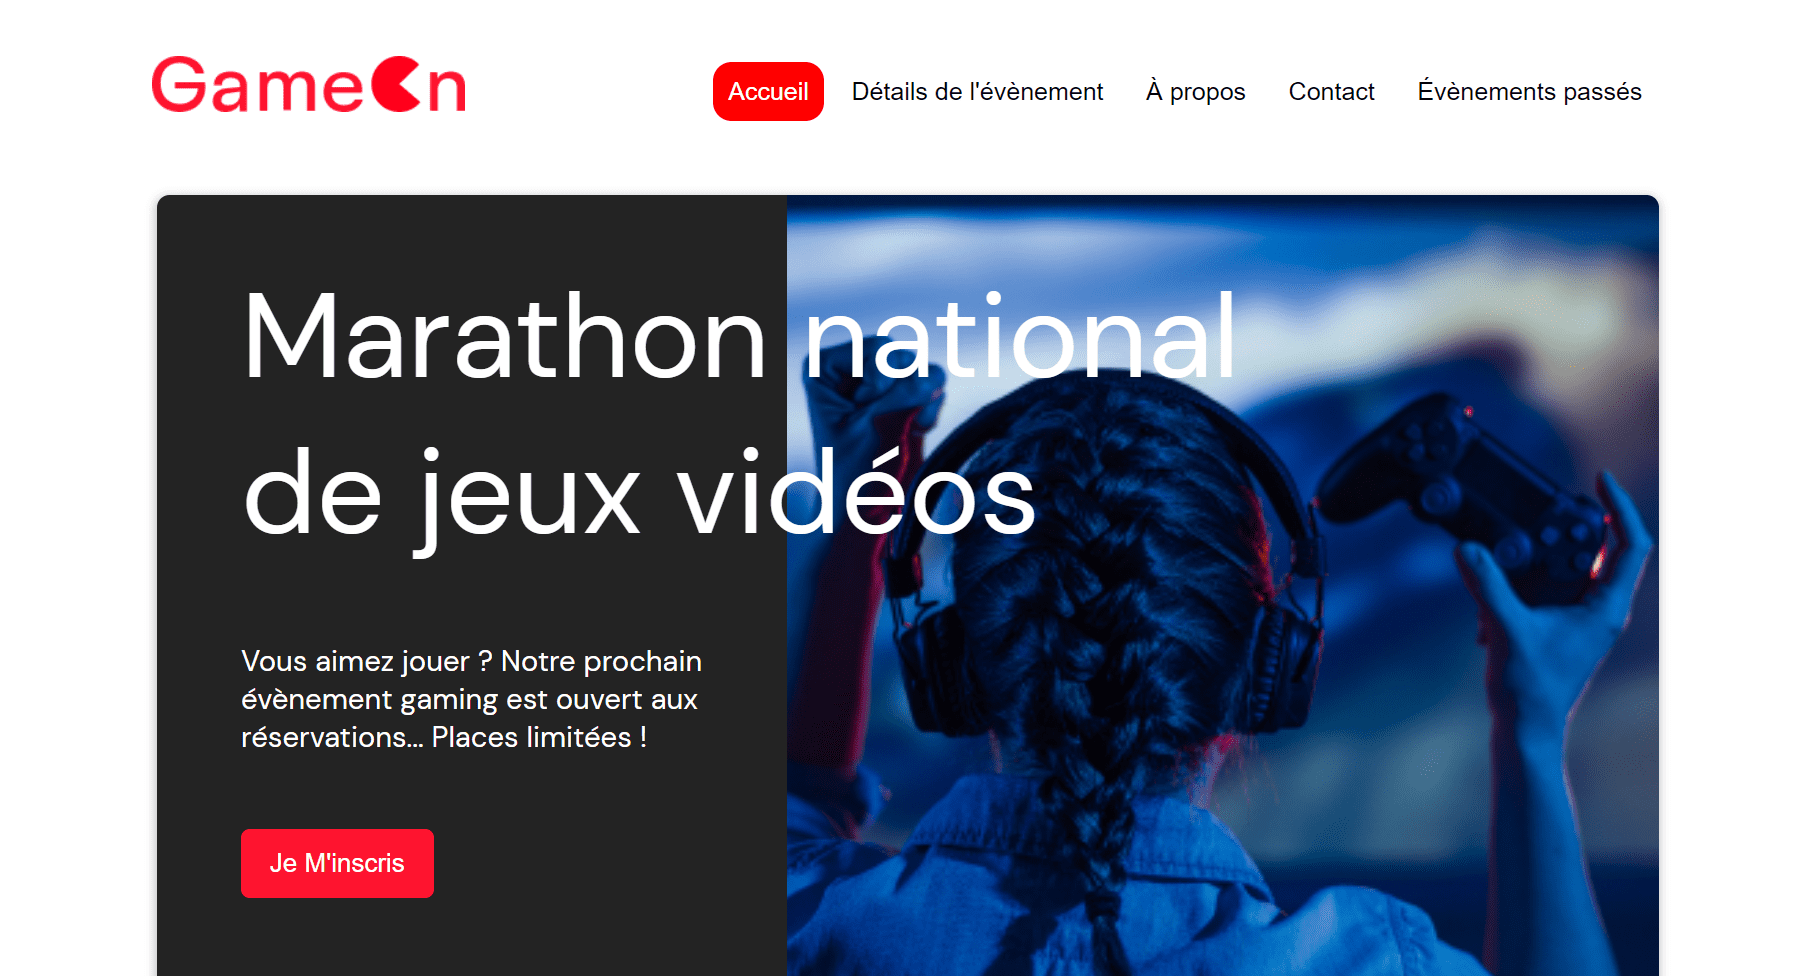 GameOn
Accueil Détails de l'évènement À propos Contact Évènements passés
Marathon national
de jeux vidéos
Vous aimez jouer ? Notre prochain
évènement gaming est ouvert aux
réservations... Places limitées !
Je M'inscris